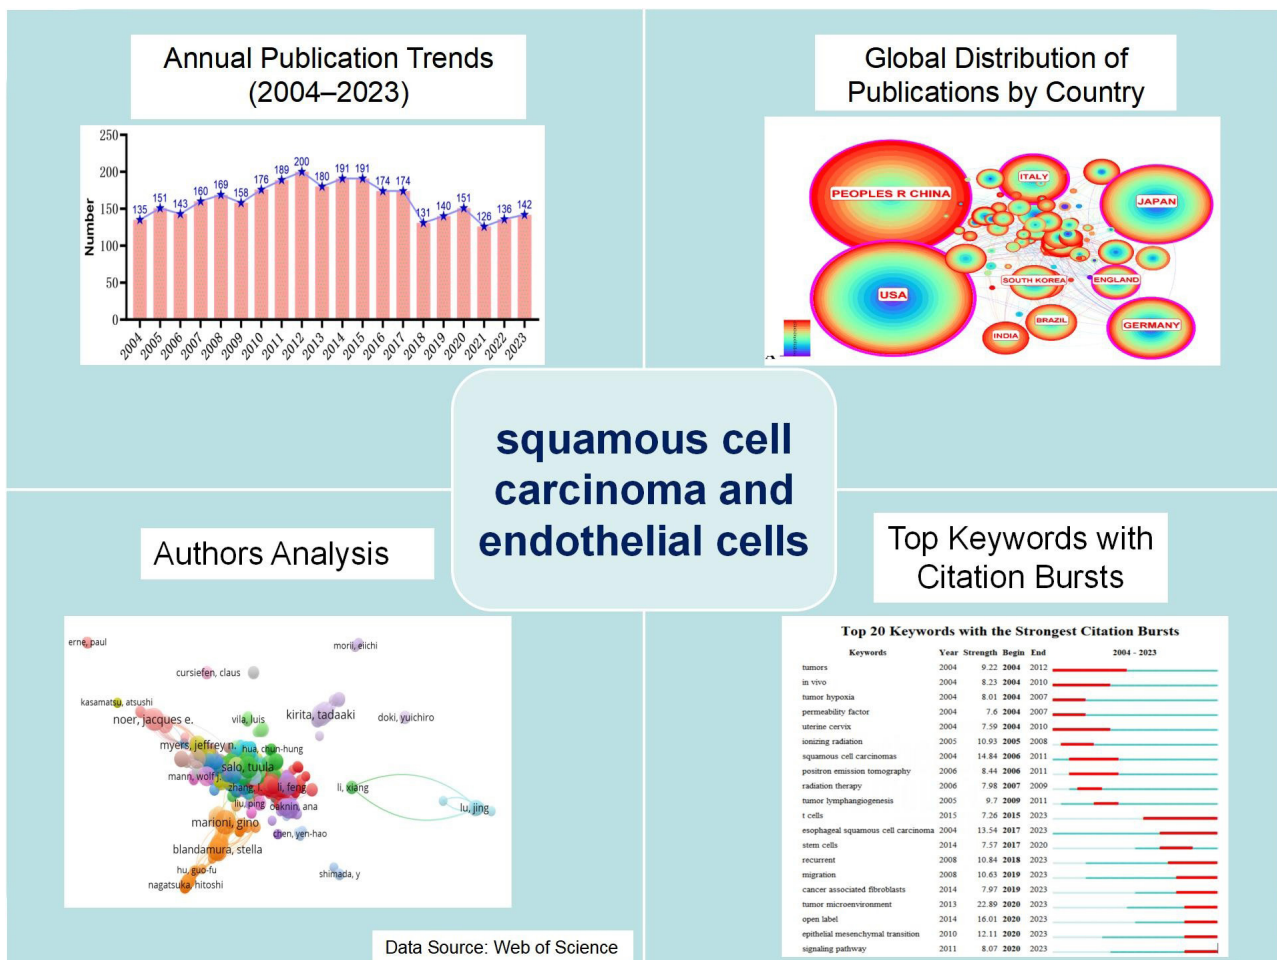 Annual Publication Trends
(2004–2023)
Number
250
200
150
100
50
0
135
151
143
160
169
158
176
189
200
180
191
191
174
174
131
140
151
126
136
142
2004
2005
2006
2007
2008
2009
2010
2011
2012
2013
2014
2015
2016
2017
2018
2019
2020
2021
2022
2023
Global Distribution of
Publications by Country
PEOPLES R CHINA
ITALY
JAPAN
USA
SOUTH KOREA
ENGLAND
BRAZIL
INDIA
GERMANY
squamous cell
carcinoma and
endothelial cells
Authors Analysis
erne, paul
morii, eiichi
cursiefen, claus
kasamatsu, atsushi
noer, jacques e.
vila, luis
kirita, tadaaki
doki, yuichiro
myers, jeffrey n.
hua, chun-hung
salo, tuula
mann, wolf j.
zhang, l
li, feng
li, xiang
liu, ping
oaknin, ana
lu, jing
marioni, gino
chen, yen-hao
blandamura, stella
hu, guo-fu
nagatsuka, hitoshi
shimada, y
Data Source: Web of Science
Top Keywords with
Citation Bursts
Top 20 Keywords with the Strongest Citation Bursts
Keywords Year Strength Begin End 2004 - 2023
tumors 2004 9.22 2004 2012
in vivo 2004 8.23 2004 2010
tumor hypoxia 2004 8.01 2004 2007
permeability factor 2004 7.6 2004 2007
uterine cervix 2004 7.59 2004 2010
ionizing radiation 2005 10.93 2005 2008
squamous cell carcinomas 2004 14.84 2006 2011
positron emission tomography 2006 8.44 2006 2011
radiation therapy 2006 7.98 2007 2009
tumor lymphangiogenesis 2005 9.7 2009 2011
t cells 2015 7.26 2015 2023
esophageal squamous cell carcinoma 2004 13.54 2017 2023
stem cells 2014 7.57 2017 2020
recurrent 2008 10.84 2018 2023
migration 2008 10.63 2019 2023
cancer associated fibroblasts 2014 7.97 2019 2023
tumor microenvironment 2013 22.89 2020 2023
open label 2014 16.01 2020 2023
epithelial mesenchymal transition 2010 12.11 2020 2023
signaling pathway 2011 8.07 2020 2023